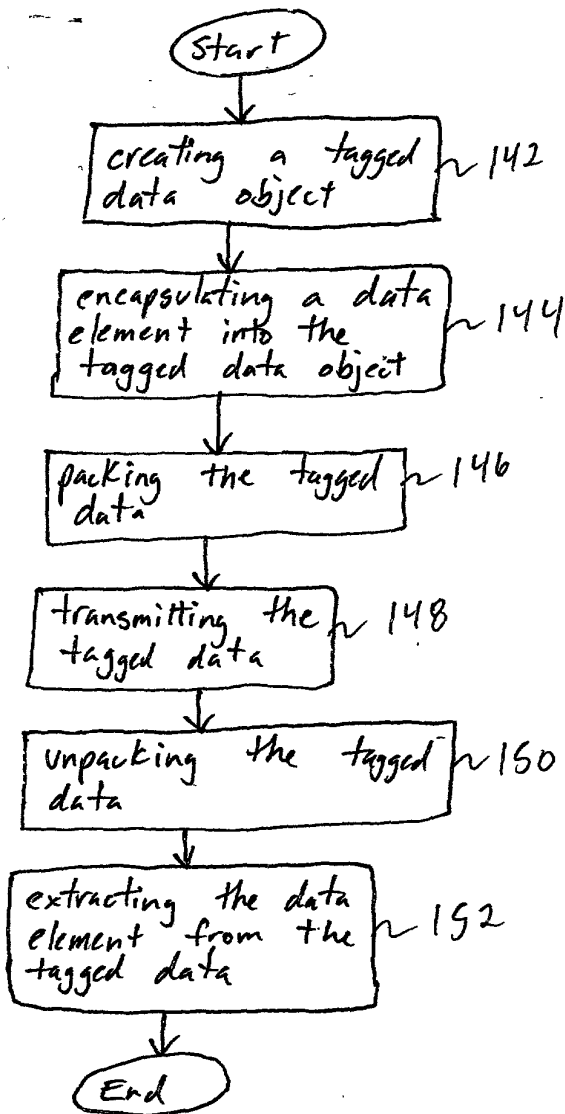 Start
creating a tagged
data object
142
encapsulating a data
element into the
tagged data object
144
packing the tagged
data
146
transmitting the
tagged data
148
unpacking the tagged
data
150
extracting the data
element from the
tagged data
152
End